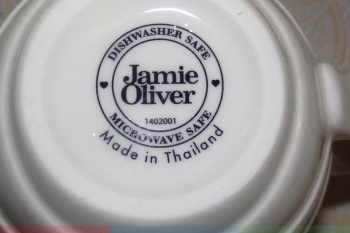 DISHWASHER SAFE
Jamie
Oliver
1402001
MICROWAVE SAFE
Made in Thailand